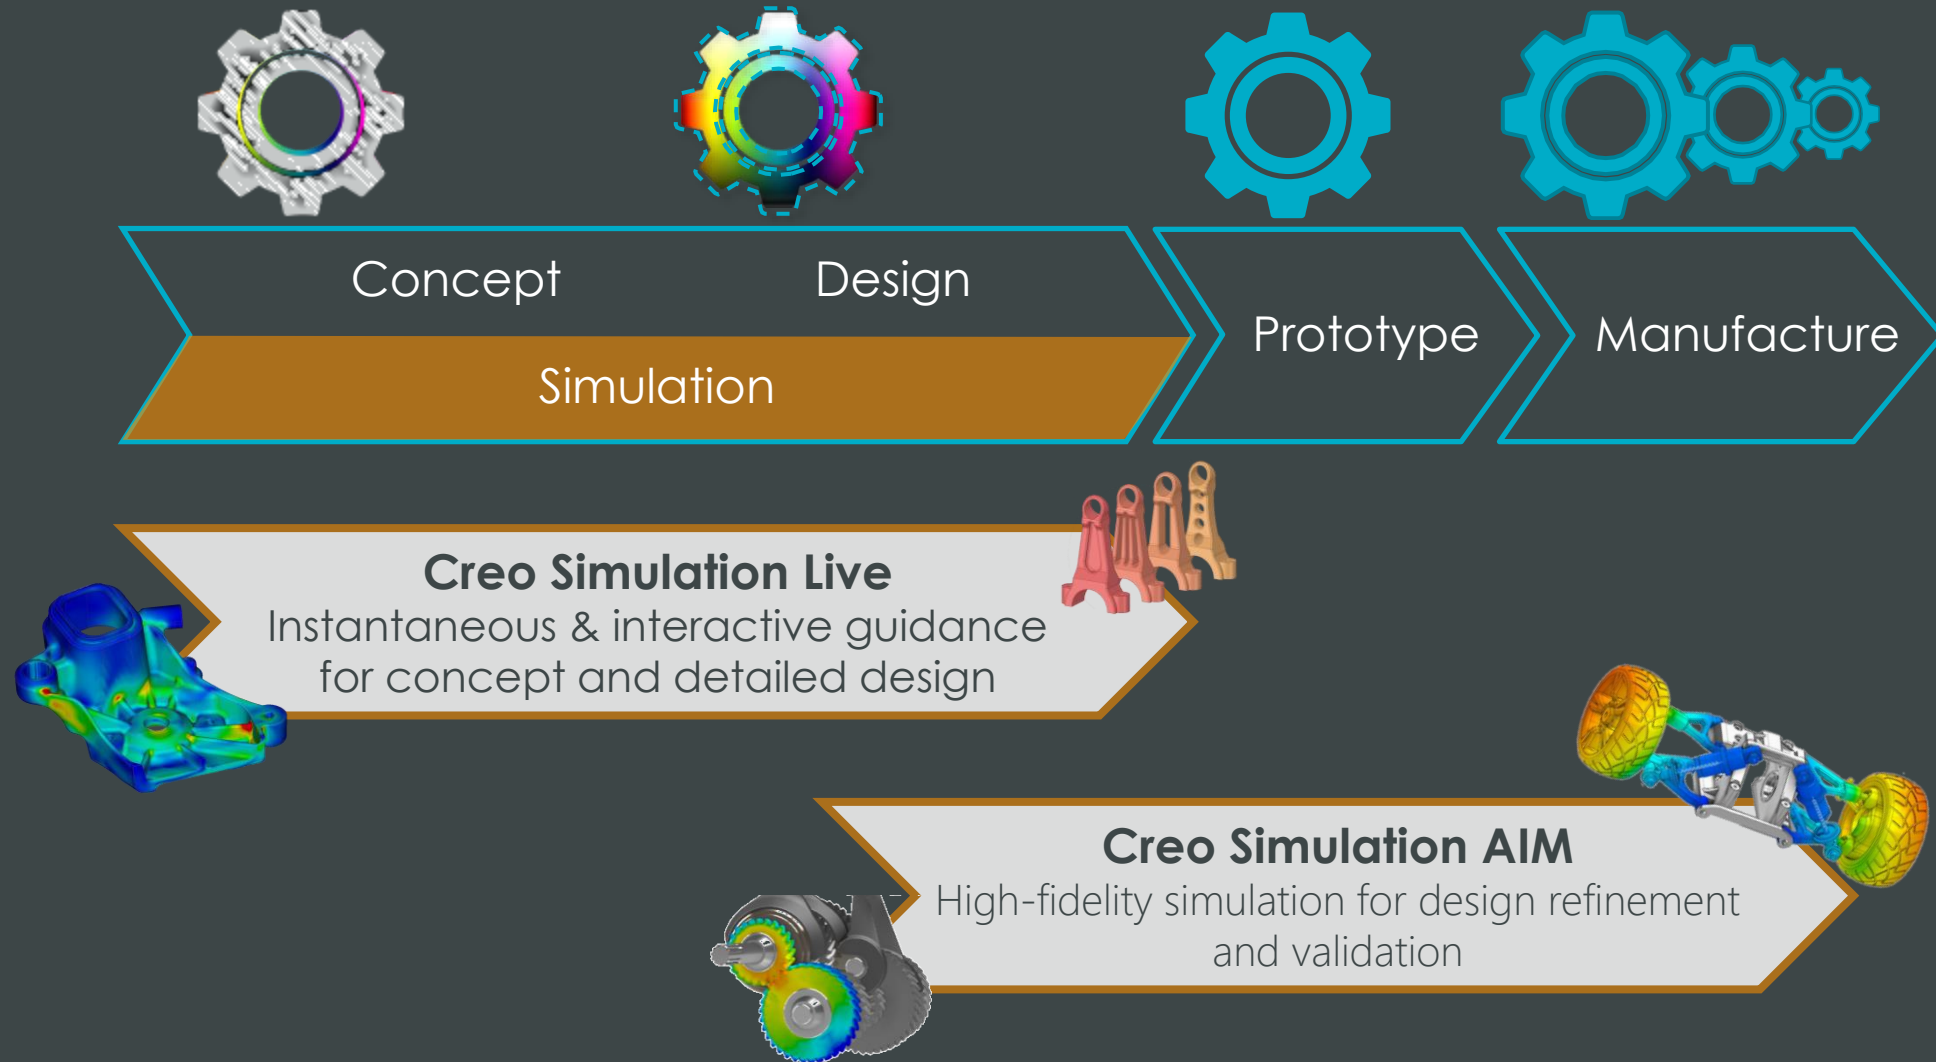 Concept
Design
Simulation
Prototype
Manufacture
Creo Simulation Live
Instantaneous & interactive guidance
for concept and detailed design
Creo Simulation AIM
High-fidelity simulation for design refinement
and validation